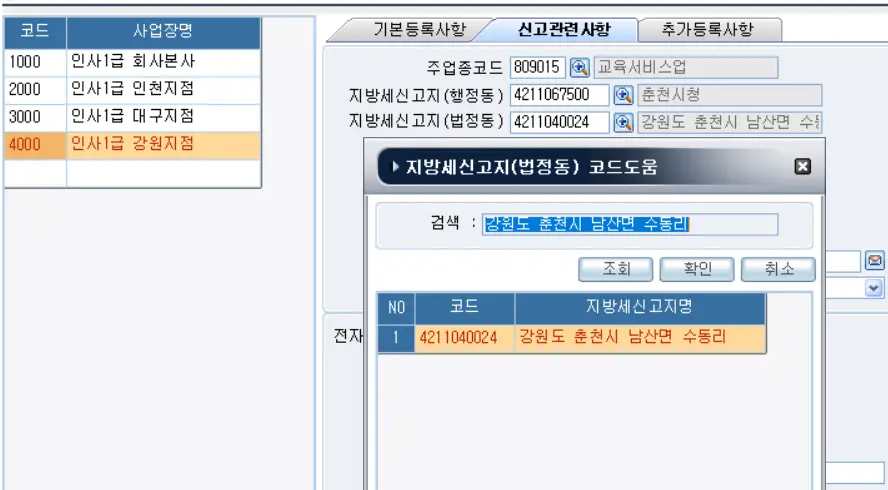 코드 사업장명
1000 인사1급 회사본사
2000 인사1급 인천지점
3000 인사1급 대구지점
4000 인사1급 강원지점
기본등록사항 신고관련사항 추가등록사항
주업종코드 809015 교육서비스업
지방세신고지(행정동) 4211067500 춘천시청
지방세신고지(법정동) 4211040024 강원도 춘천시 남산면
지방세신고지(법정동) 코드도움
검색 : 강원도 춘천시 남산면 수동리
조회 확인 취소
NO 코드 지방세신고지명
1 4211040024 강원도 춘천시 남산면 수동리
전자